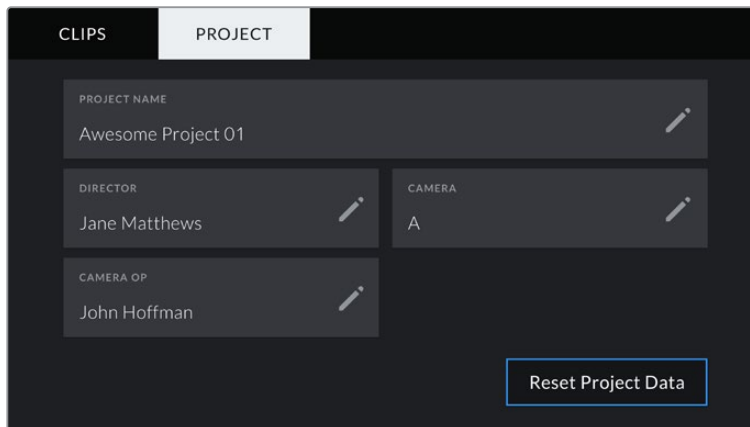 CLIPS PROJECT
PROJECT NAME
Awesome Project 01
DIRECTOR
Jane Matthews
CAMERA
A
CAMERA OP
John Hoffman
Reset Project Data